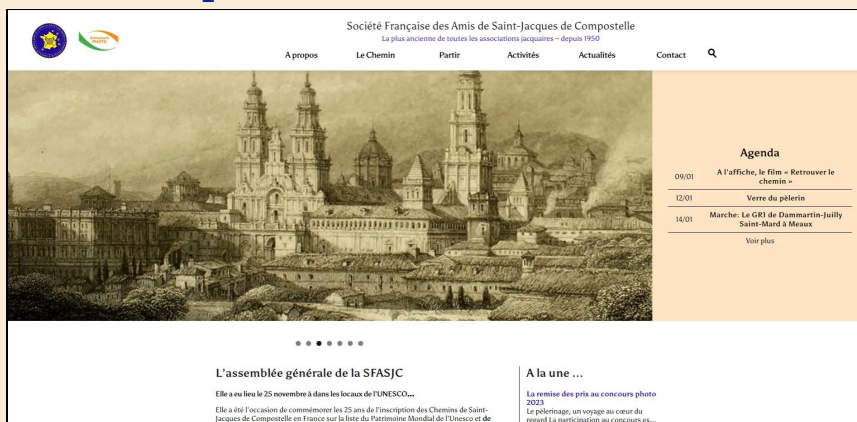 Société Française des Amis de Saint-Jacques de Compostelle
La plus ancienne de toutes les associations jacquaires – depuis 1950
A propos Le Chemin Partir Activités Actualités Contact
Agenda
09/01 A l'affiche, le film « Retrouver le
chemin »
12/01 Verre du pèlerin
14/01 Marche: Le GR1 de Dammartin-Juilly
Saint-Mard à Meaux
Voir plus
L'assemblée générale de la SFASJC
Elle a eu lieu le 25 novembre à dans les locaux de l'UNESCO...
Elle a été l'occasion de commémorer les 25 ans de l'inscription des Chemins de Saint-
Jacques de Compostelle en France sur la liste du Patrimoine Mondial de l'Unesco et de
A la une ...
La remise des prix au concours photo
2023
Le pèlerinage, un voyage au cœur du
regard La participation au concours es...